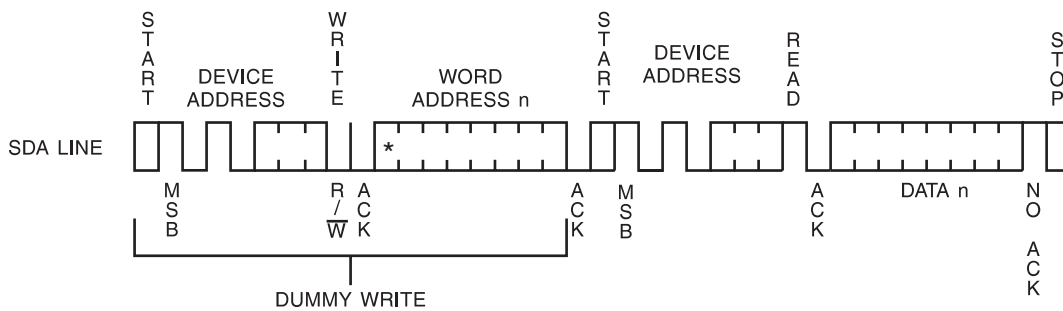 START
WRITE
START
READ
STOP
DEVICE
ADDRESS
WORD
ADDRESS n
DEVICE
ADDRESS
SDA LINE
*
MSB
R/W
ACK
ACK
MSB
ACK
DATA n
NO ACK
DUMMY WRITE